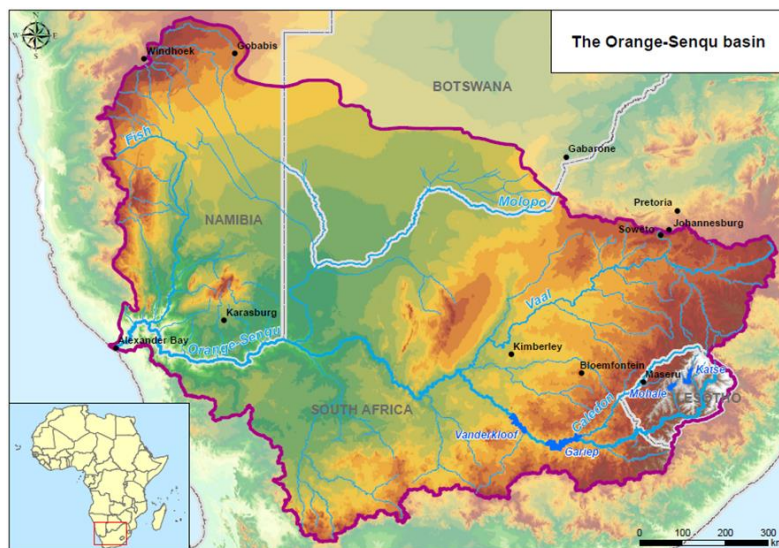 The Orange-Senqu basin
N
W
E
S
Windhoek
Gobabis
BOTSWANA
Fish
Gabarone
Molopo
Pretoria
Johannesburg
Soweto
NAMIBIA
Vaal
Karasburg
Alexander Bay
Orange-Senqu
Kimberley
Bloemfontein
Maseru
Katse
Mohale
LESOTHO
Caledon
SOUTH AFRICA
Vanderkloof
Gariep
0 100 200 300
km